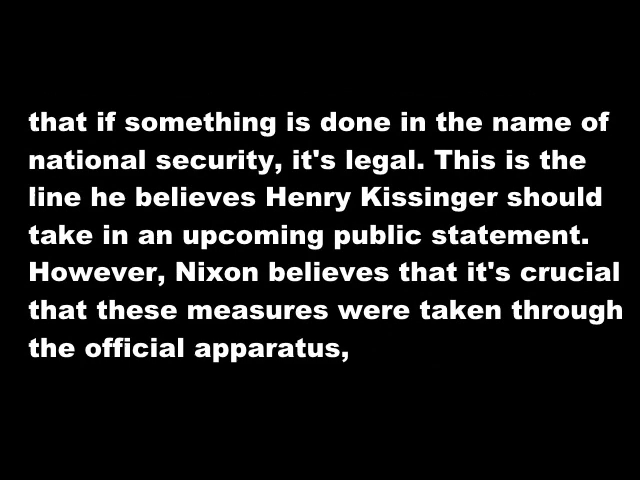 that if something is done in the name of
national security, it's legal. This is the
line he believes Henry Kissinger should
take in an upcoming public statement.
However, Nixon believes that it's crucial
that these measures were taken through
the official apparatus,